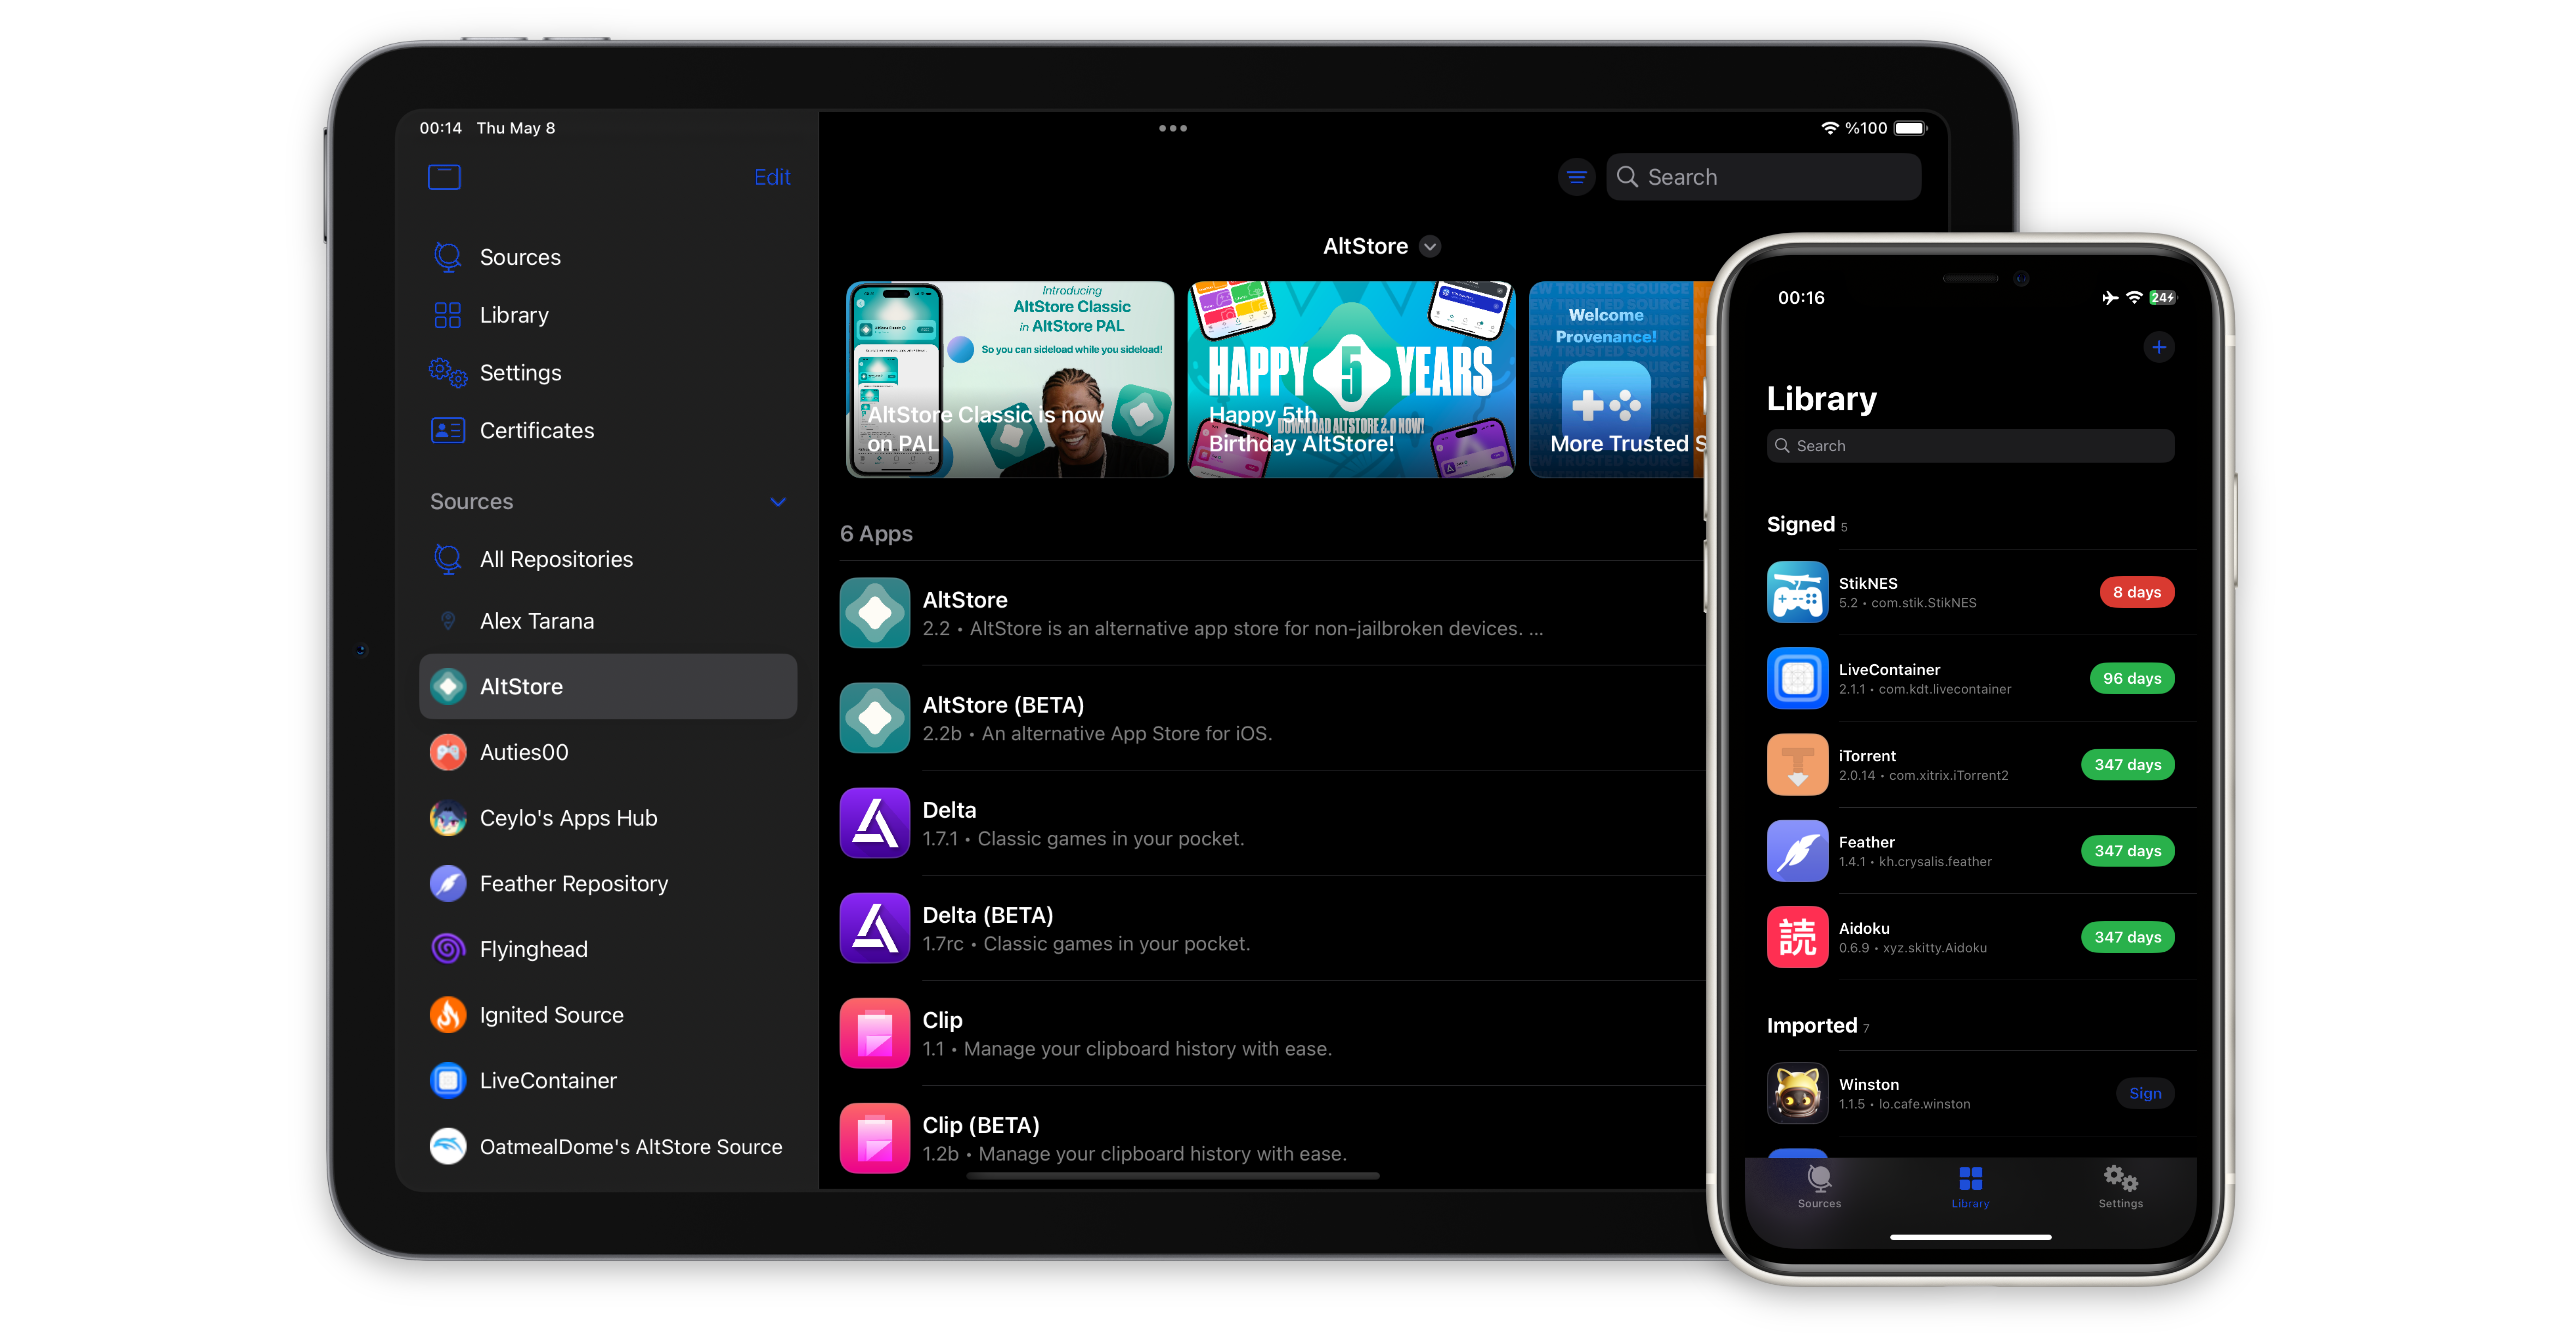 00:14 Thu May 8
%100
Edit
Search
Sources
Library
Settings
Certificates
Sources
All Repositories
Alex Tarana
AltStore
Auties00
Ceylo's Apps Hub
Feather Repository
Flyinghead
Ignited Source
LiveContainer
OatmealDome's AltStore Source
AltStore
Introducing
AltStore Classic
in AltStore PAL
So you can sideload while you sideload!
AltStore Classic is now
on PAL
HAPPY 5 YEARS
DOWNLOAD ALTSTORE 2.0 NOW!
Happy 5th
Birthday AltStore!
Welcome
Provenance!
More Trusted S
6 Apps
AltStore
2.2 • AltStore is an alternative app store for non-jailbroken devices. ...
AltStore (BETA)
2.2b • An alternative App Store for iOS.
Delta
1.7.1 • Classic games in your pocket.
Delta (BETA)
1.7rc • Classic games in your pocket.
Clip
1.1 • Manage your clipboard history with ease.
Clip (BETA)
1.2b • Manage your clipboard history with ease.
00:16
24
Library
Search
Signed 5
StikNES
5.2 • com.stik.StikNES
8 days
LiveContainer
2.1.1 • com.kdt.livecontainer
96 days
iTorrent
2.0.14 • com.xitrix.iTorrent2
347 days
Feather
1.4.1 • kh.crysalis.feather
347 days
読
Aidoku
0.6.9 • xyz.skitty.Aidoku
347 days
Imported 7
Winston
1.1.5 • lo.cafe.winston
Sign
Sources
Library
Settings